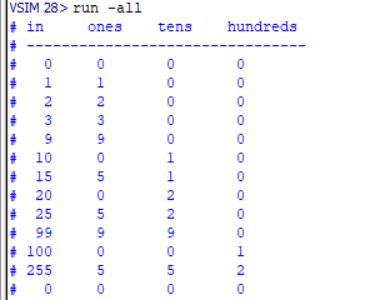 VSIM 28> run -all
# in ones tens hundreds
# -------------------------------
# 0 0 0 0
# 1 1 0 0
# 2 2 0 0
# 3 3 0 0
# 9 9 0 0
# 10 0 1 0
# 15 5 1 0
# 20 0 2 0
# 25 5 2 0
# 99 9 9 0
# 100 0 0 1
# 255 5 5 2
# 0 0 0 0